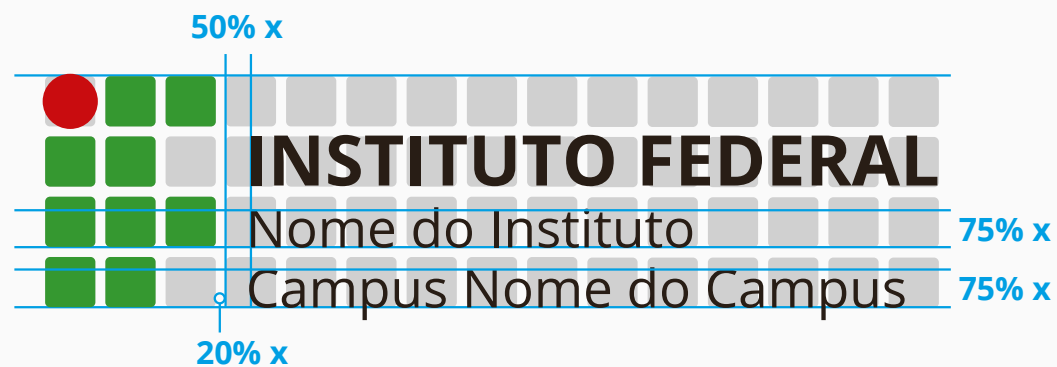 50% x
INSTITUTO FEDERAL
Nome do Instituto
75% x
Campus Nome do Campus
75% x
20% x